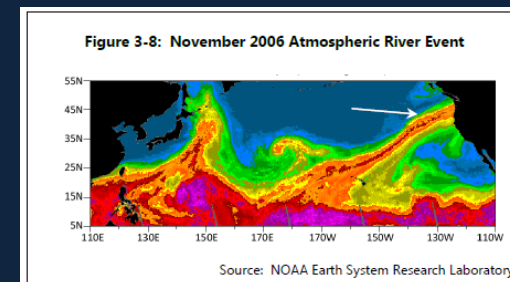 Figure 3-8: November 2006 Atmospheric River Event
55N
45N
35N
25N
15N
5N
110E 130E 150E 170E 170W 150W 130W 110W
Source: NOAA Earth System Research Laboratory